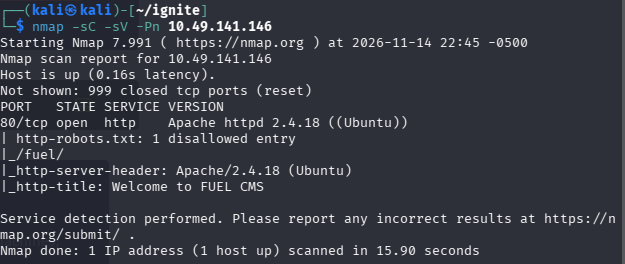 ┌──(kali㉿kali)-[~/ignite]
└─$ nmap -sC -sV -Pn 10.49.141.146
Starting Nmap 7.991 ( https://nmap.org ) at 2026-11-14 22:45 -0500
Nmap scan report for 10.49.141.146
Host is up (0.16s latency).
Not shown: 999 closed tcp ports (reset)
PORT   STATE SERVICE VERSION
80/tcp open  http    Apache httpd 2.4.18 ((Ubuntu))
| http-robots.txt: 1 disallowed entry
|_/fuel/
|_http-server-header: Apache/2.4.18 (Ubuntu)
|_http-title: Welcome to FUEL CMS

Service detection performed. Please report any incorrect results at https://n
map.org/submit/ .
Nmap done: 1 IP address (1 host up) scanned in 15.90 seconds